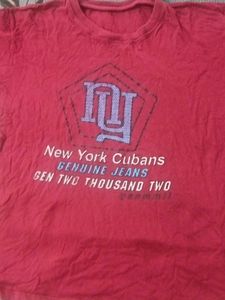 NY
New York Cubans
GENUINE JEANS
GEN TWO THOUSAND TWO